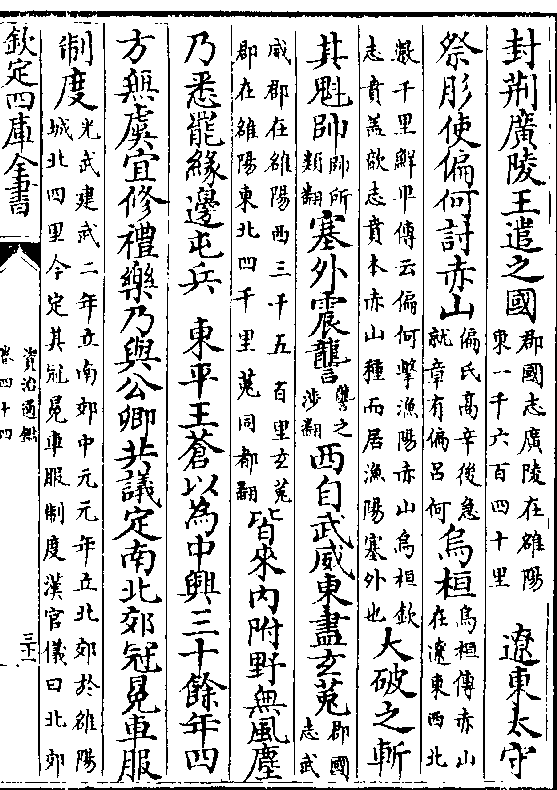 封荆廣陵王遣之國郡國志廣陵在雒陽東一千六百四十里遼東太守
祭肜使偏何討赤山偏氏髙辛後急就章有偏呂何烏桓烏桓傳赤山在遼東西北
數千里鮮卑傳云偏何擊漁陽赤山烏桓歆志賁蓋歆志賁本赤山種而居漁陽塞外也大破之斬
其魁帥帥所類翻塞外震讋讋之涉翻西自武威東盡玄菟郡國志武
威郡在雒陽西三千五百里玄菟郡在雒陽東北四千里菟同都翻皆來内附野無風塵
乃悉罷緣邊屯兵 東平王蒼以為中興三十餘年四
方無虞宜修禮樂乃與公卿共議定南北郊冠冕車服
制度光武建武二年立南郊中元元年立北郊於雒陽城北四里今定其冠冕車服制度漢官儀曰北郊
欽定四庫全書
資治通鑑
卷四十四